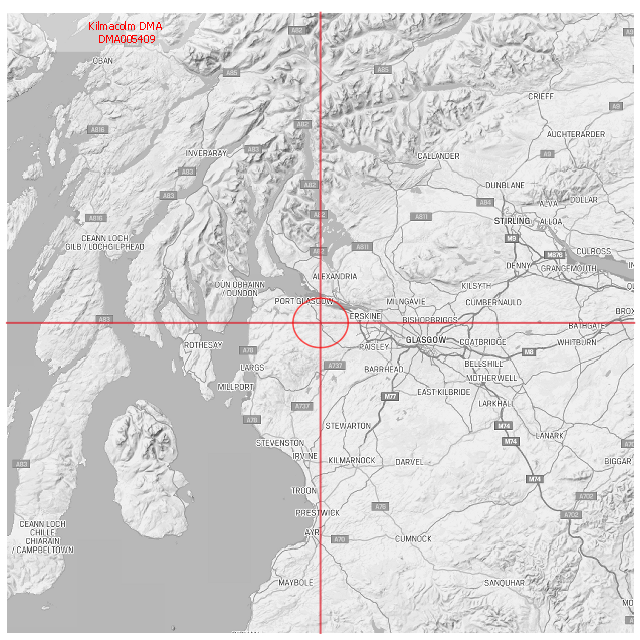 Kilmacolm DMA
DMA005409
A82
OBAN
A85
A85
CRIEFF
A9
A816
A82
AUCHTERARDER
A83
INVERARAY
A9
CALLANDER
A83
A82
DUNBLANE
A83
DOLLAR
A84
ALVA
A816
A82
A811
STIRLING
ALLOA
CEANN LOCH
GILB / LOCHGILPHEAD
M9
A811
CULROSS
M876
DENNY
GRANGEMOUTH
ALEXANDRIA
DUN OBHAINN
/ DUNOON
KILSYTH
PORT GLASGOW
MILNGAVIE
CUMBERNAULD
ERSKINE
A83
BISHOPBRIGGS
BATHGATE
ROTHESAY
PAISLEY
GLASGOW
COATBRIDGE
WHITBURN
A78
M8
LARGS
A737
BARRHEAD
BELLSHILL
MOTHERWELL
MILLPORT
EAST KILBRIDE
M77
LARKHALL
A737
A78
STEWARTON
M74
LANARK
STEVENSTON
M74
IRVINE
KILMARNOCK
DARVEL
BIGGAR
A83
M74
TROON
A702
A76
PRESTWICK
A702
CEANN LOCH
CHILLE
CHIARAIN
/ CAMPBELTOWN
AYR
A70
CUMNOCK
MAYBOLE
SANQUHAR